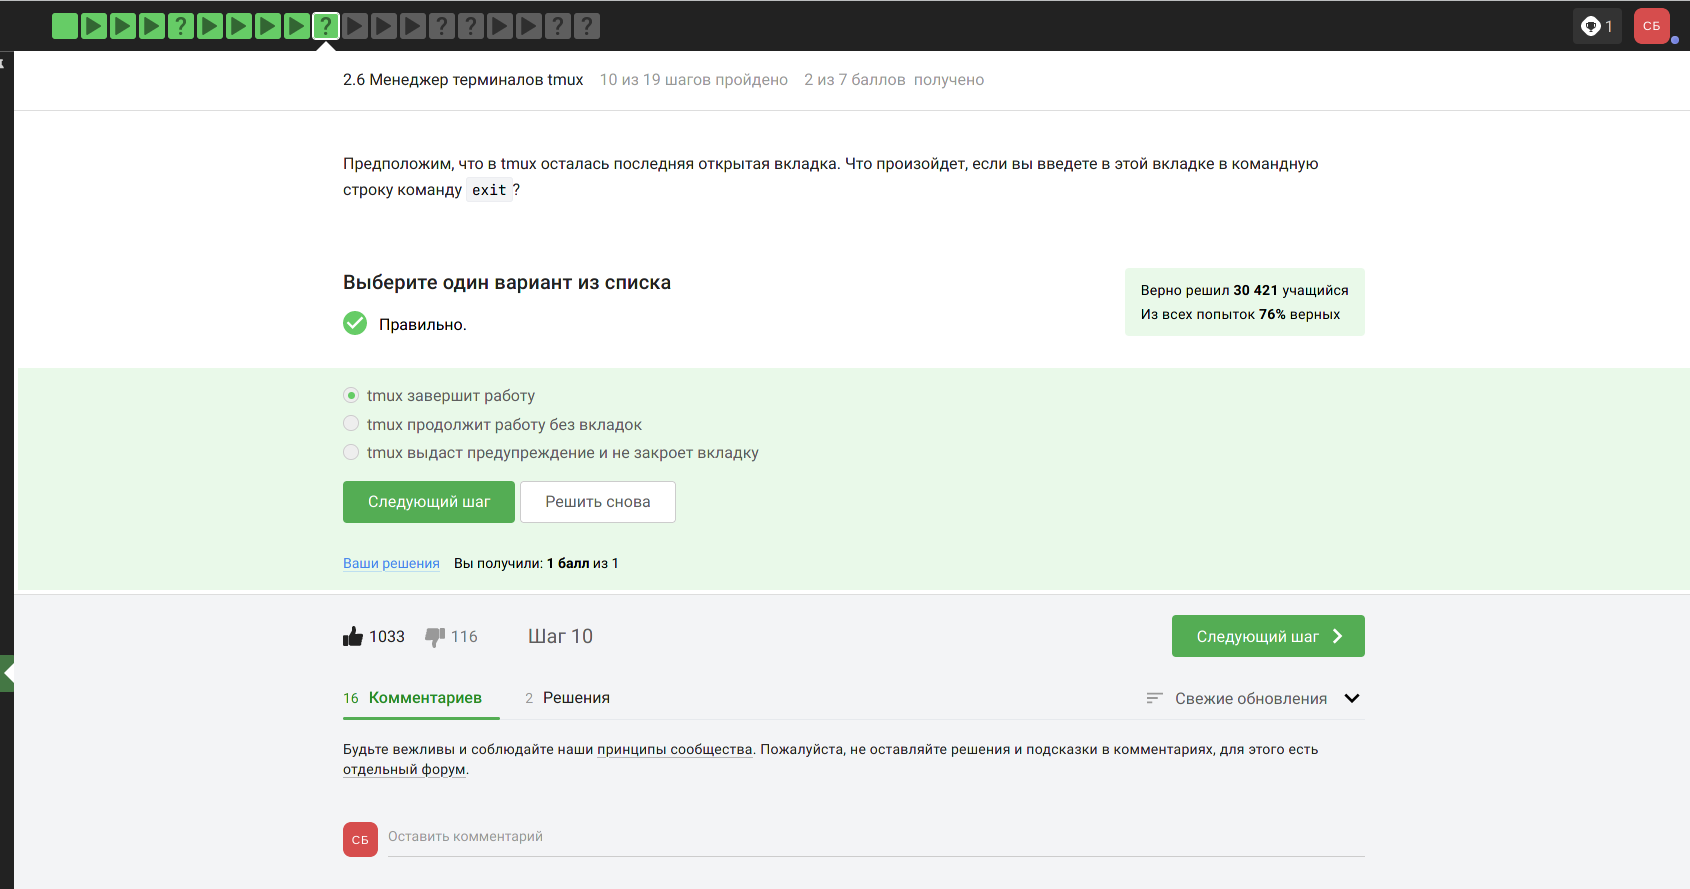 ? ? ? ? ? ?
1 СБ
2.6 Менеджер терминалов tmux 10 из 19 шагов пройдено 2 из 7 баллов получено
Предположим, что в tmux осталась последняя открытая вкладка. Что произойдет, если вы введете в этой вкладке в командную
строку команду exit ?
Выберите один вариант из списка
Верно решил 30 421 учащийся
Из всех попыток 76% верных
Правильно.
tmux завершит работу
tmux продолжит работу без вкладок
tmux выдаст предупреждение и не закроет вкладку
Следующий шаг Решить снова
Ваши решения Вы получили: 1 балл из 1
1033 116 Шаг 10 Следующий шаг
16 Комментариев 2 Решения Свежие обновления
Будьте вежливы и соблюдайте наши принципы сообщества. Пожалуйста, не оставляйте решения и подсказки в комментариях, для этого есть
отдельный форум.
СБ Оставить комментарий